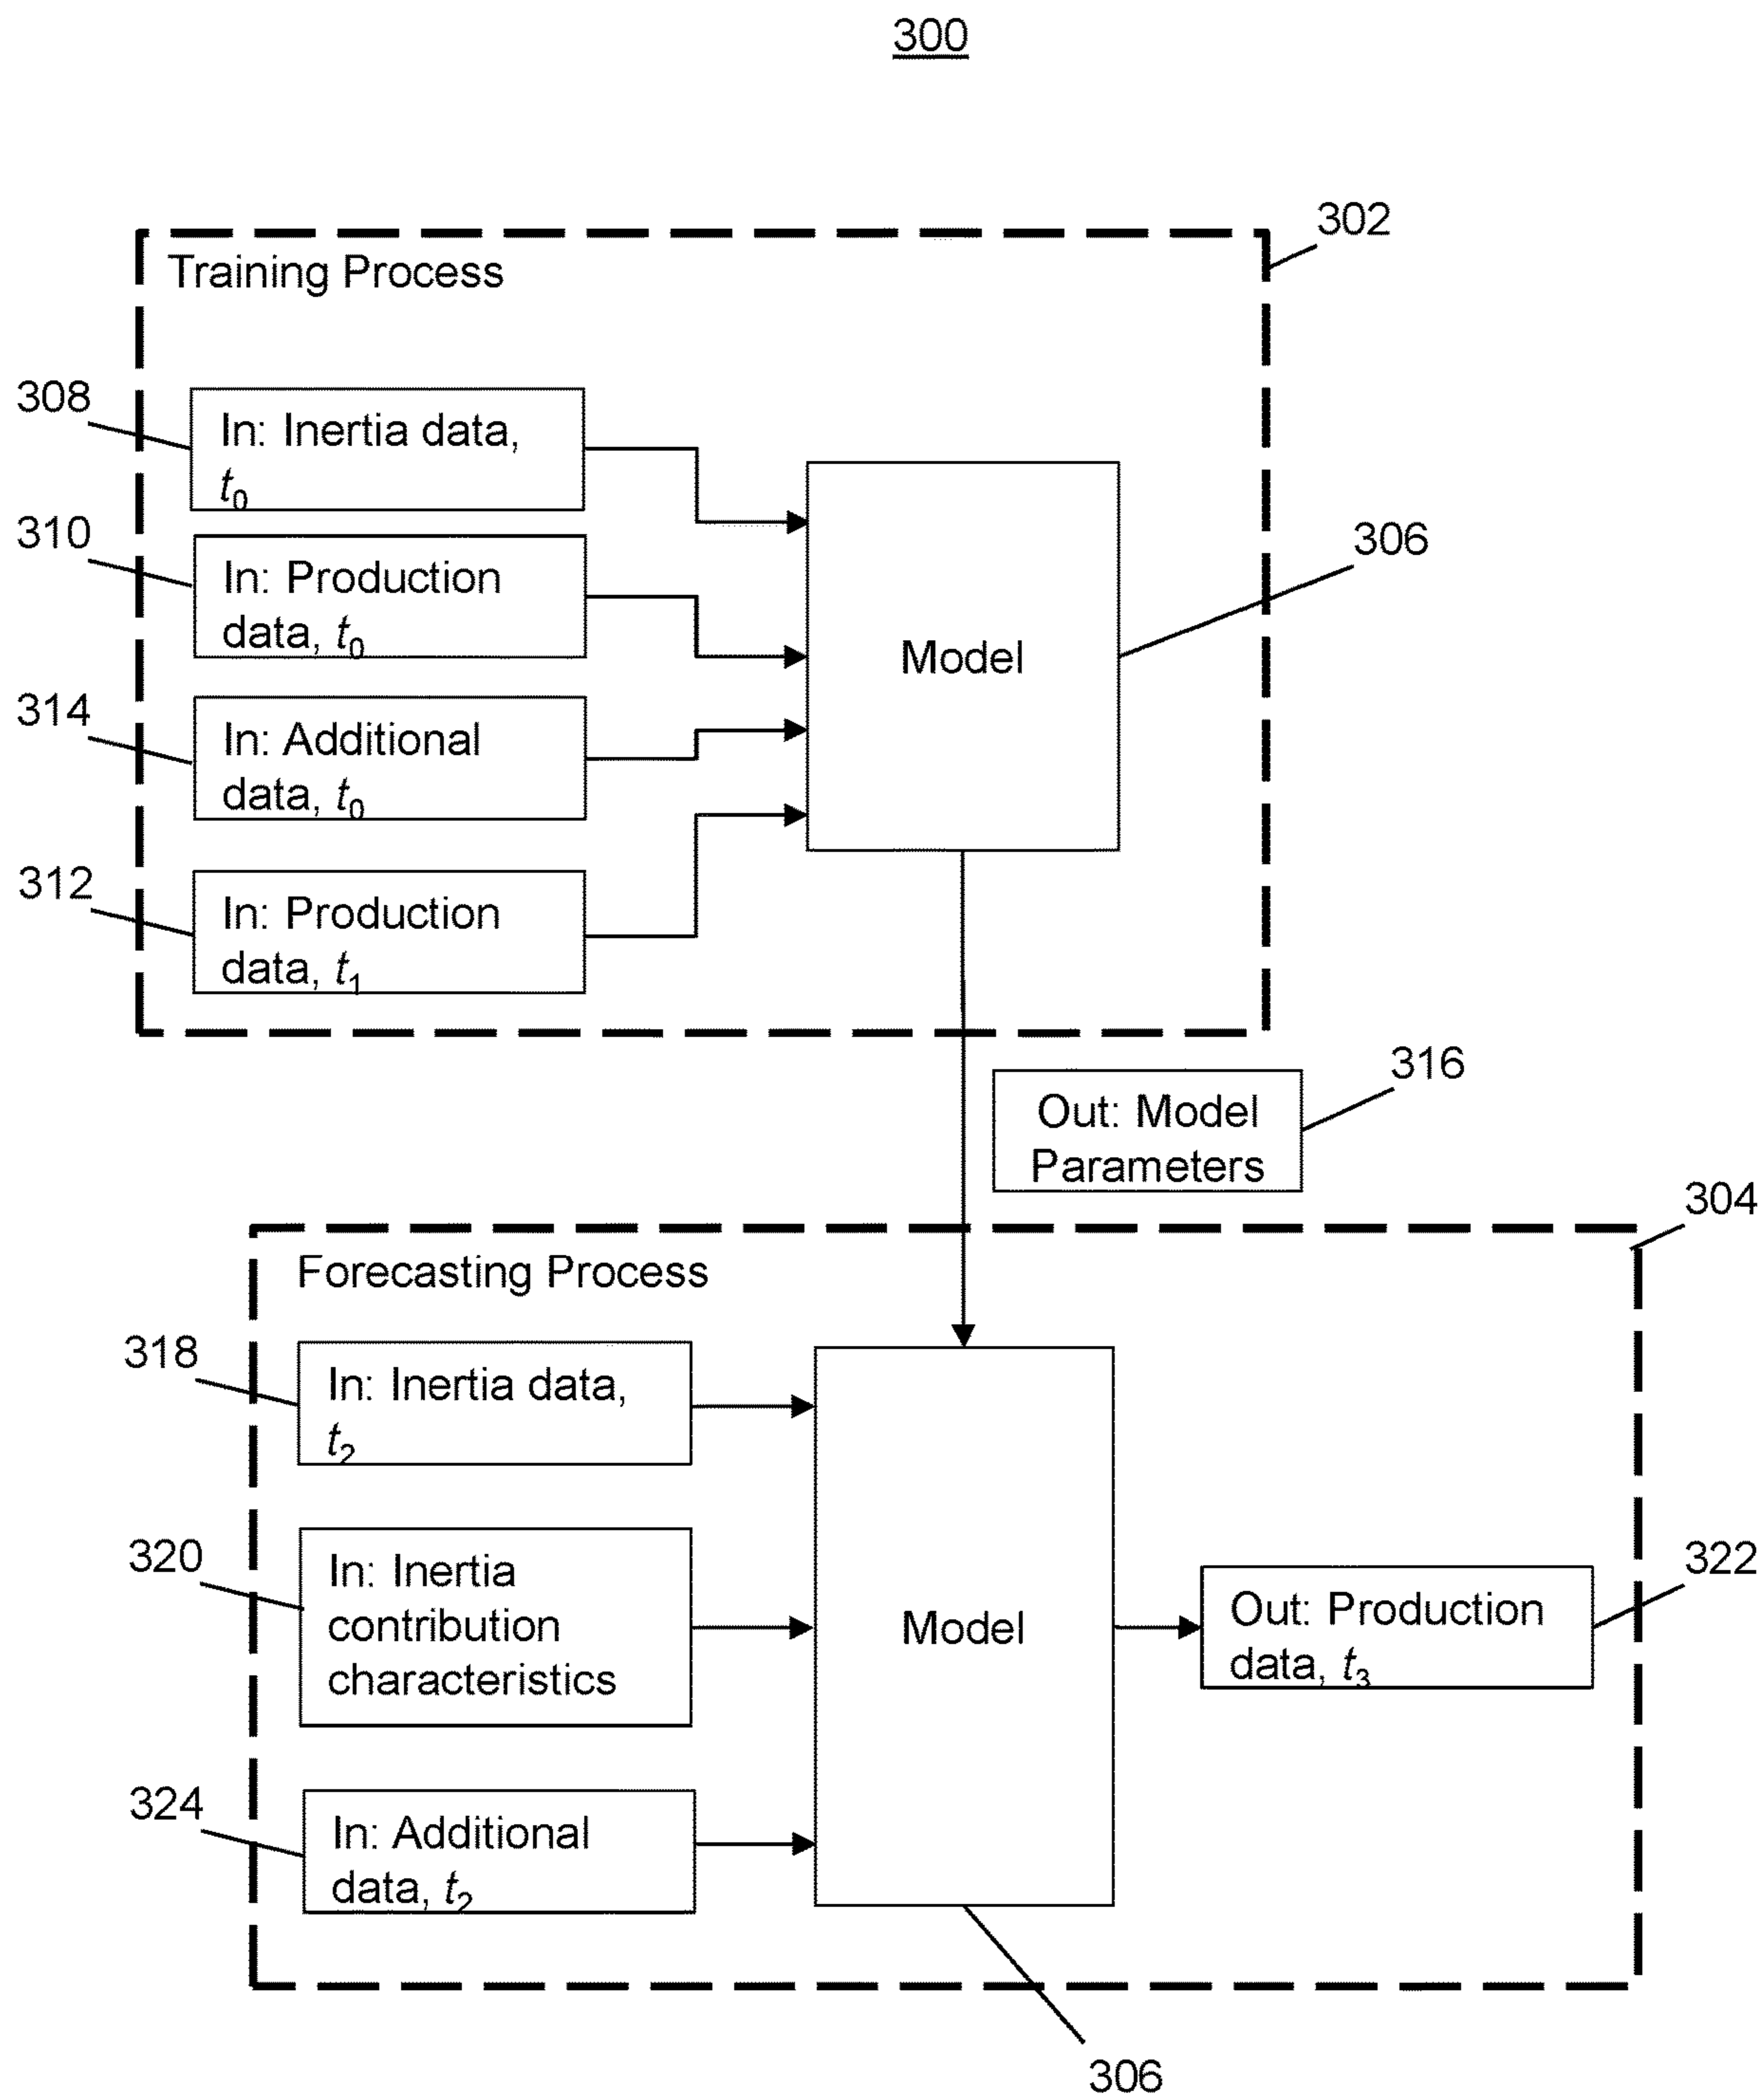 300
302
Training Process
308
In: Inertia data,
t0
310
In: Production
data, t0
306
Model
314
In: Additional
data, t0
312
In: Production
data, t1
316
Out: Model
Parameters
304
Forecasting Process
318
In: Inertia data,
t2
320
In: Inertia
contribution
characteristics
Model
322
Out: Production
data, t3
324
In: Additional
data, t2
306